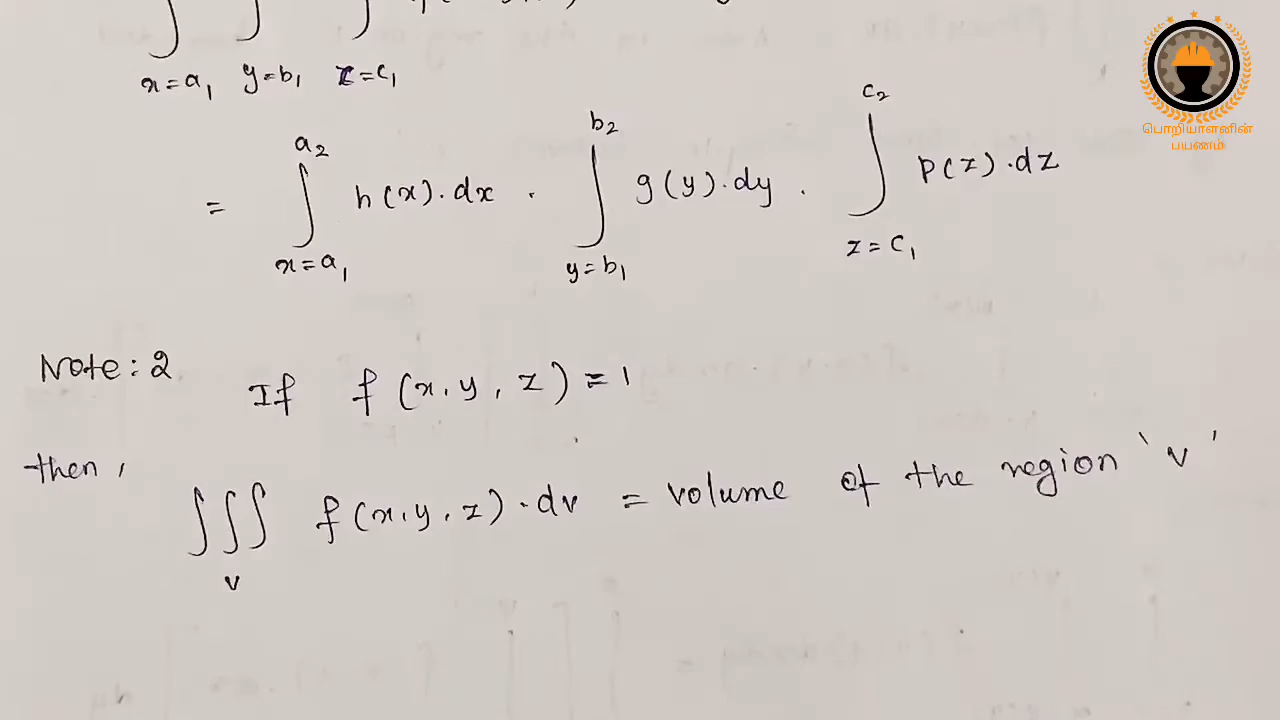 x=a₁ y=b₁ z=c₁
= ∫_{x=a₁}^{a₂} h(x).dx . ∫_{y=b₁}^{b₂} g(y).dy . ∫_{z=c₁}^{c₂} p(z).dz
Note:2
If f(x,y,z)=1
then,
∫∫∫_v f(x,y,z).dv = volume of the region 'v'
பொறியாளனின்
பயணம்